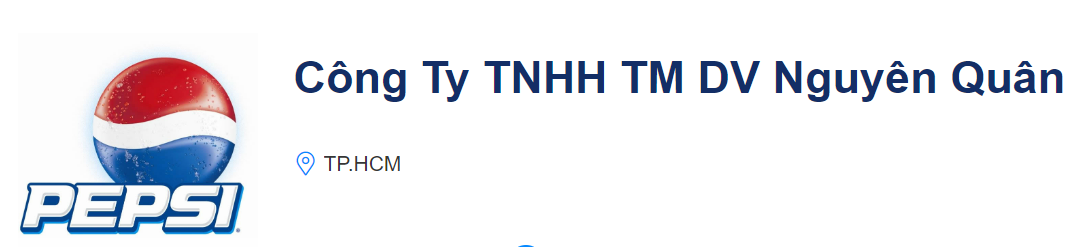 Công Ty TNHH TM DV Nguyên Quân
TP.HCM
PEPSI